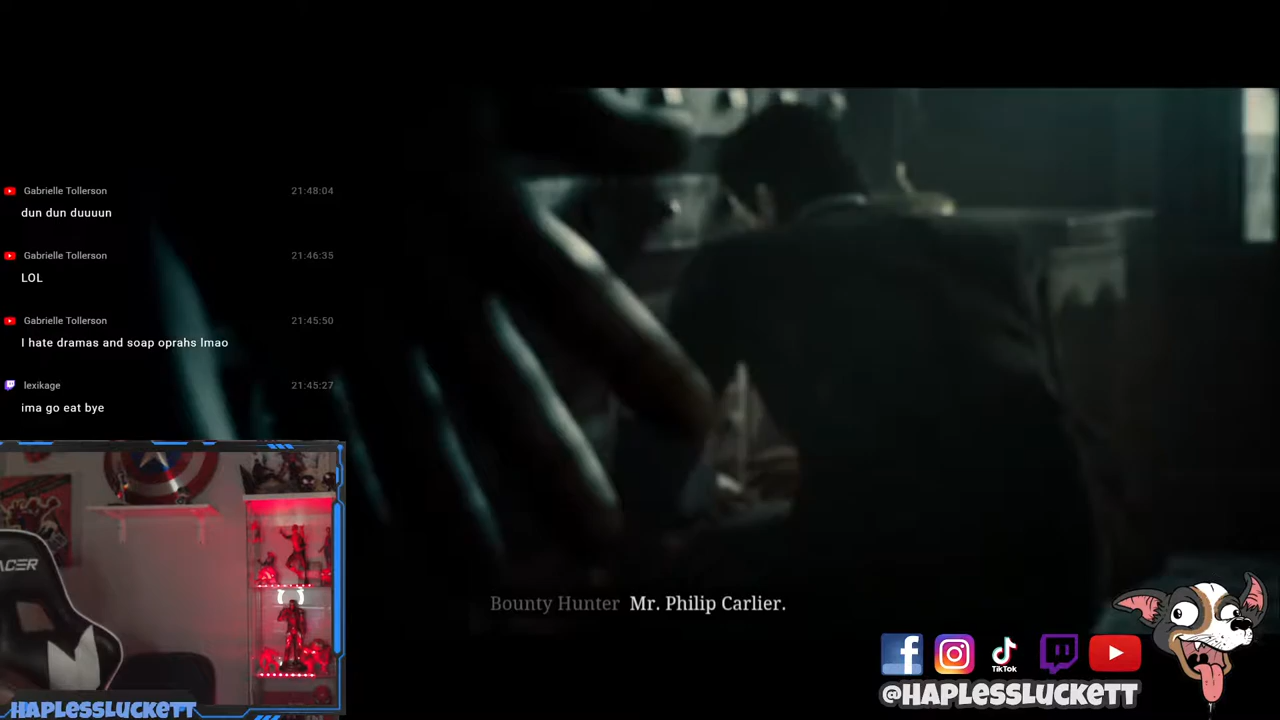 Gabrielle Tollerson 21:48:04
dun dun duuuun
Gabrielle Tollerson 21:46:35
LOL
Gabrielle Tollerson 21:45:50
I hate dramas and soap oprahs lmao
lexikage 21:45:27
ima go eat bye
ACER
HAPLESSLUCKETT
Bounty Hunter Mr. Philip Carlier.
TikTok
@HAPLESSLUCKETT